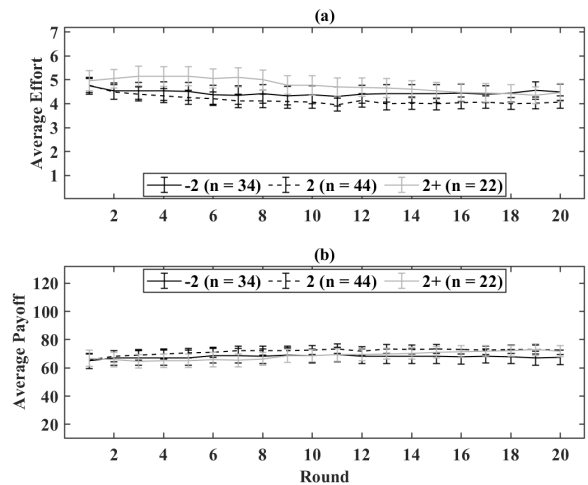 (a)
Average Effort
7
6
5
4
3
2
1
-2 (n = 34) 2 (n = 44) 2+ (n = 22)
2 4 6 8 10 12 14 16 18 20
(b)
Average Payoff
120
100
80
60
40
20
-2 (n = 34) 2 (n = 44) 2+ (n = 22)
2 4 6 8 10 12 14 16 18 20
Round